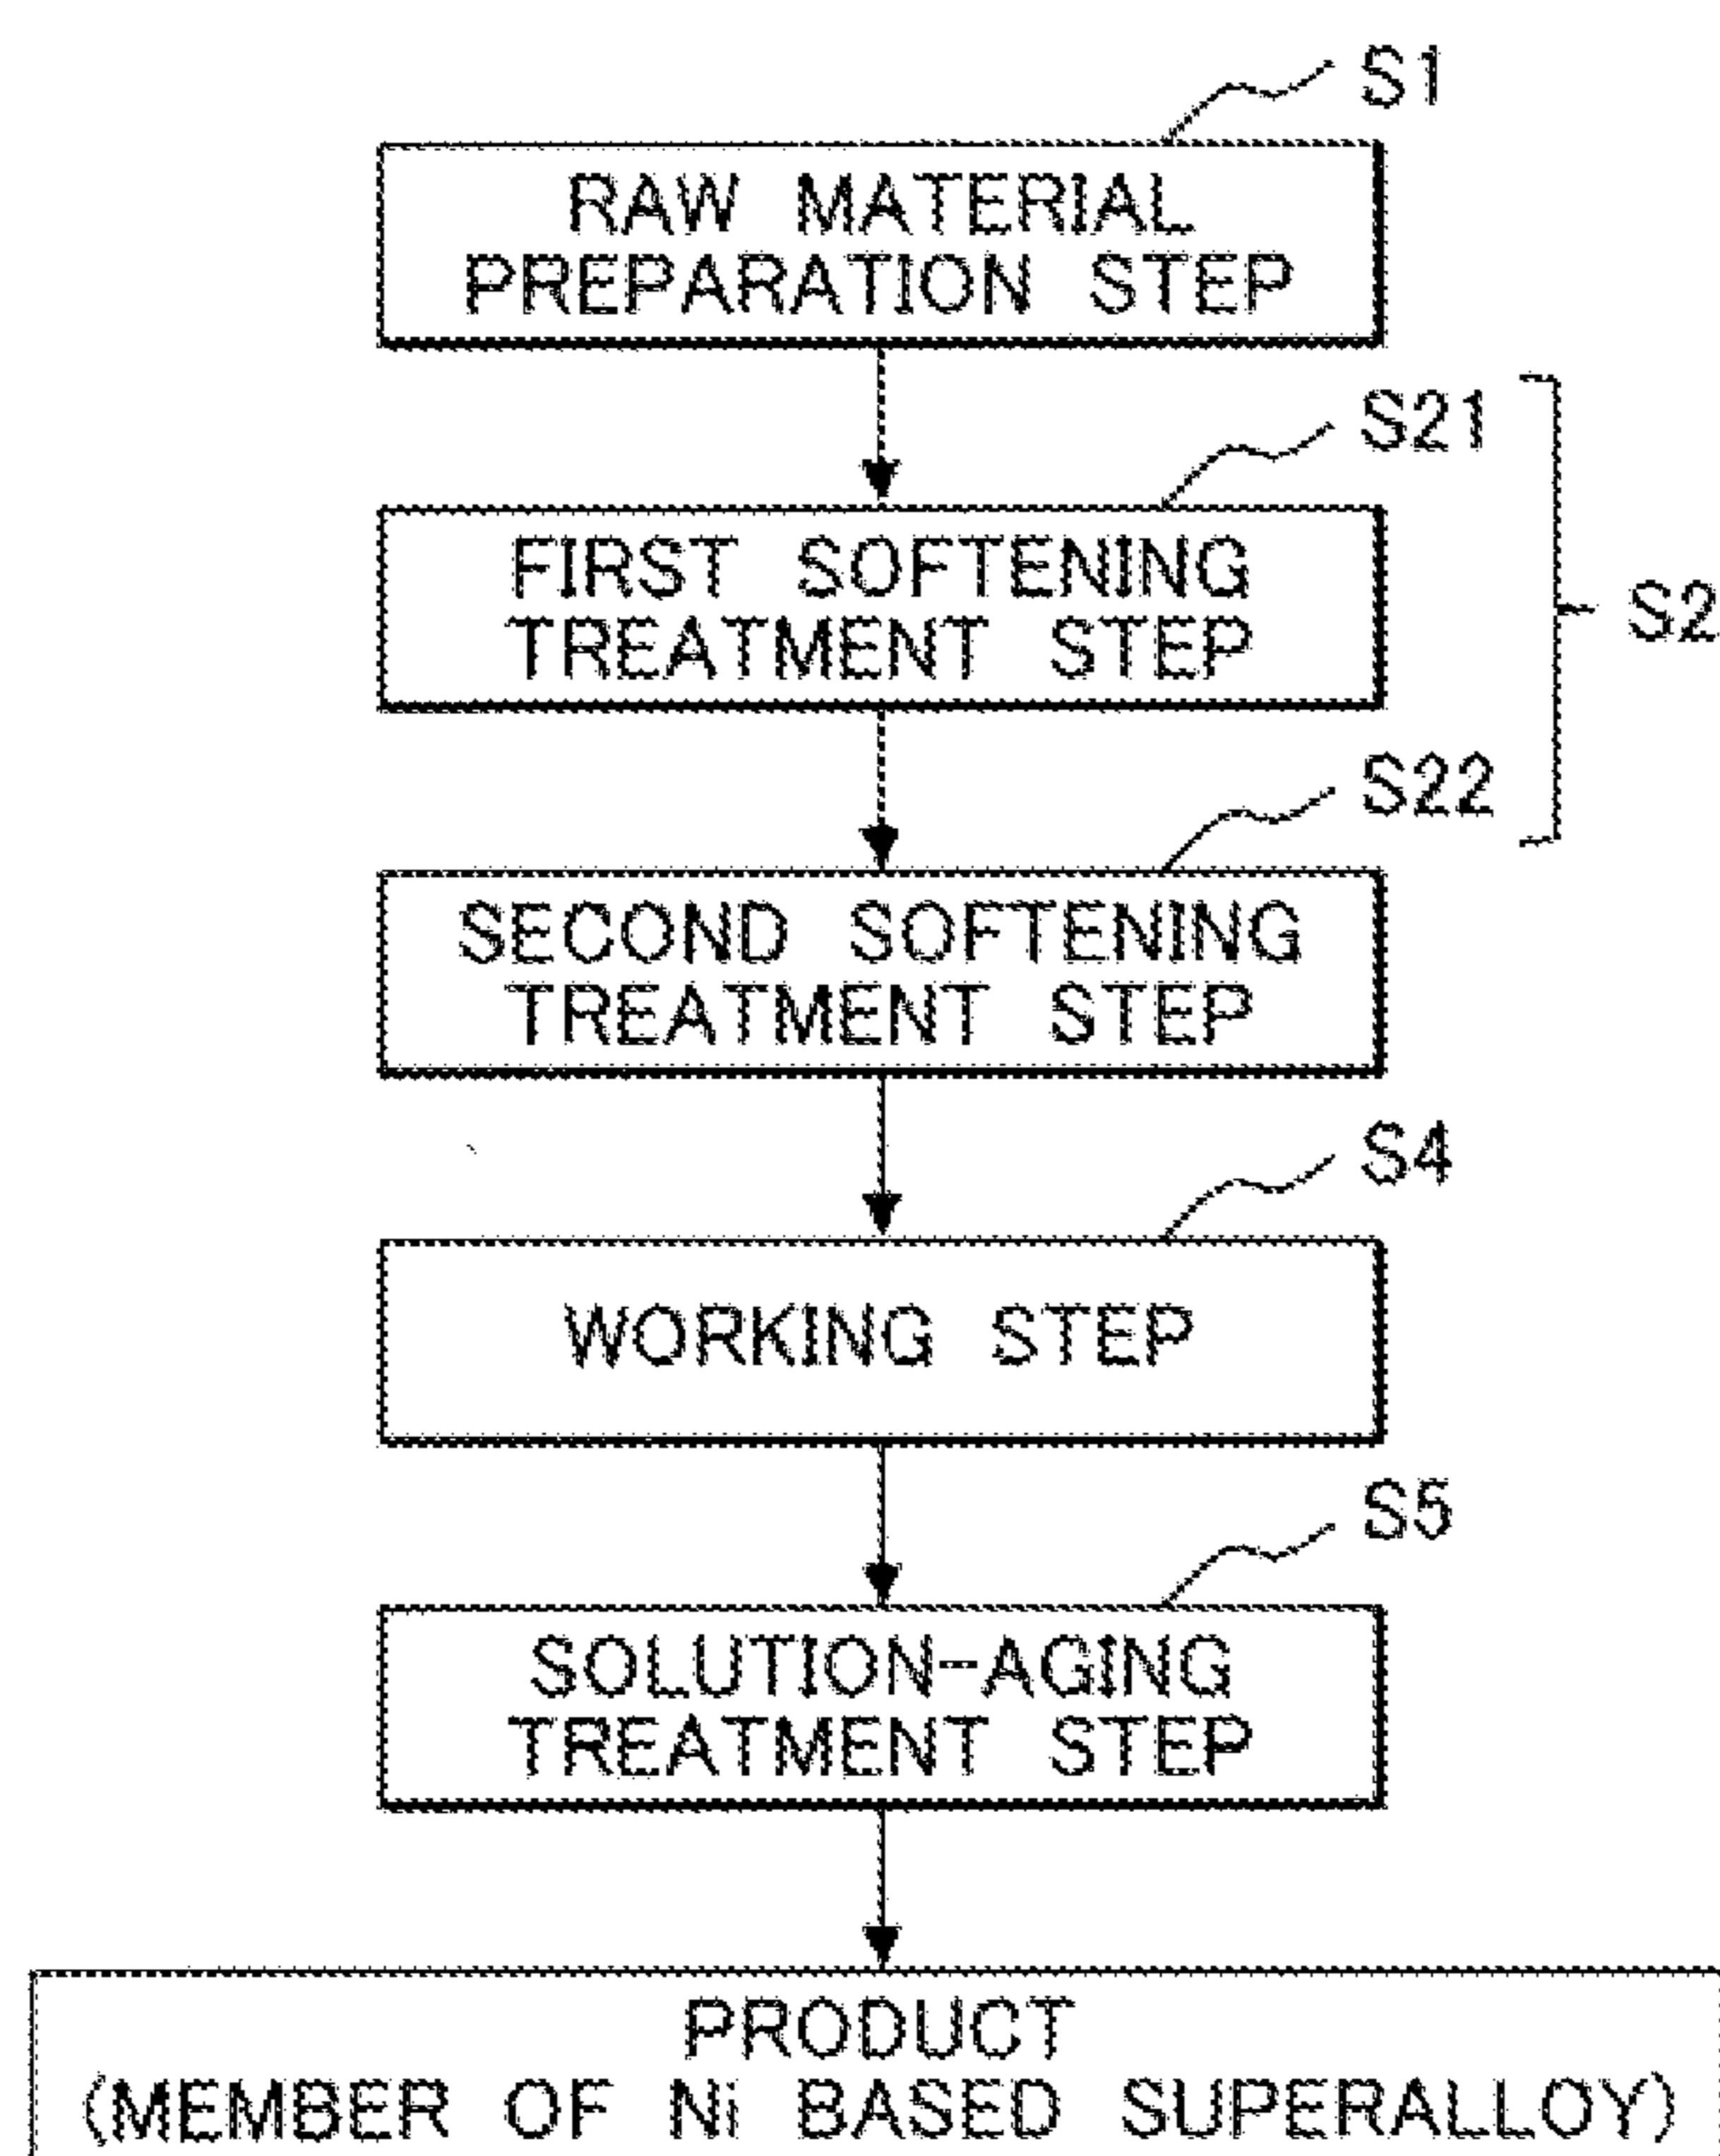 S1
RAW MATERIAL
PREPARATION STEP
S21
FIRST SOFTENING
TREATMENT STEP
S2
S22
SECOND SOFTENING
TREATMENT STEP
S4
WORKING STEP
S5
SOLUTION-AGING
TREATMENT STEP
PRODUCT
(MEMBER OF Ni BASED SUPERALLOY)